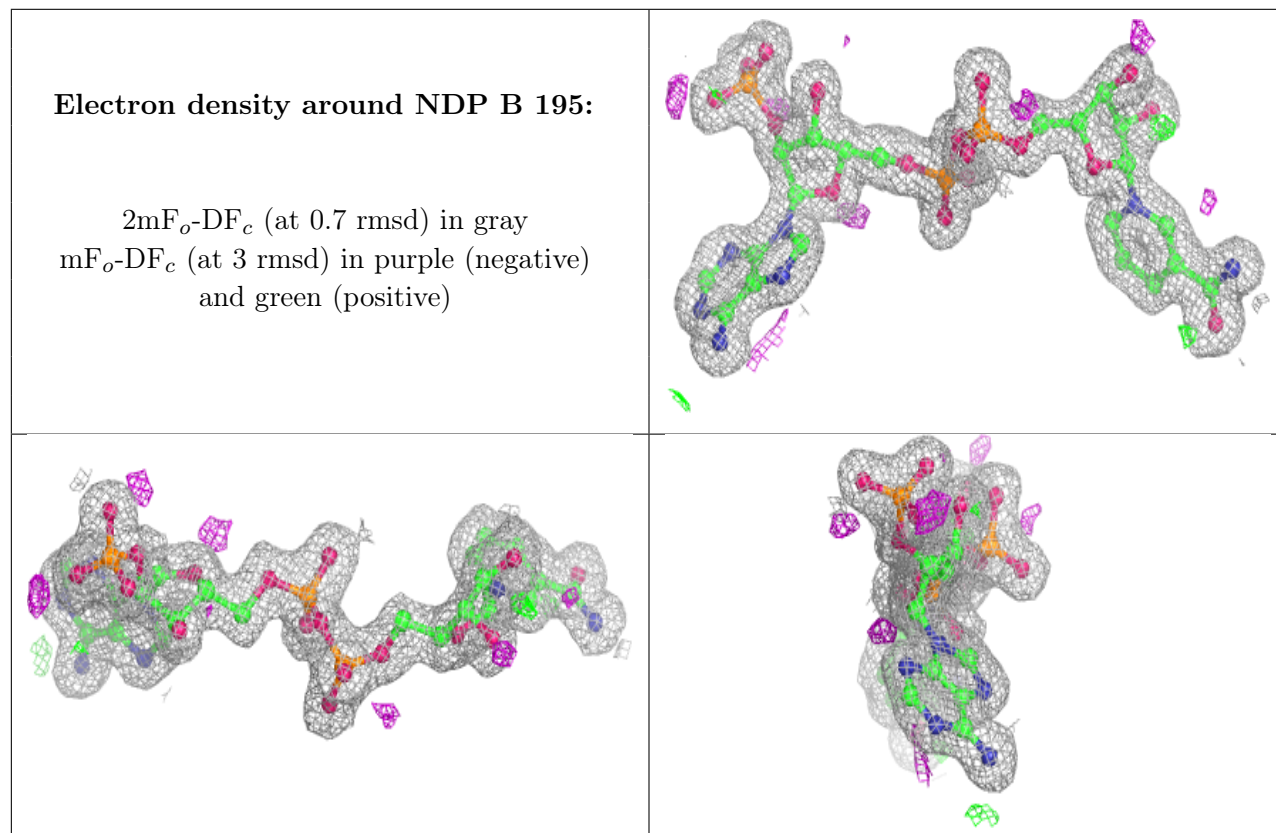 Electron density around NDP B 195:
2mFo-DFc (at 0.7 rmsd) in gray
mFo-DFc (at 3 rmsd) in purple (negative)
and green (positive)